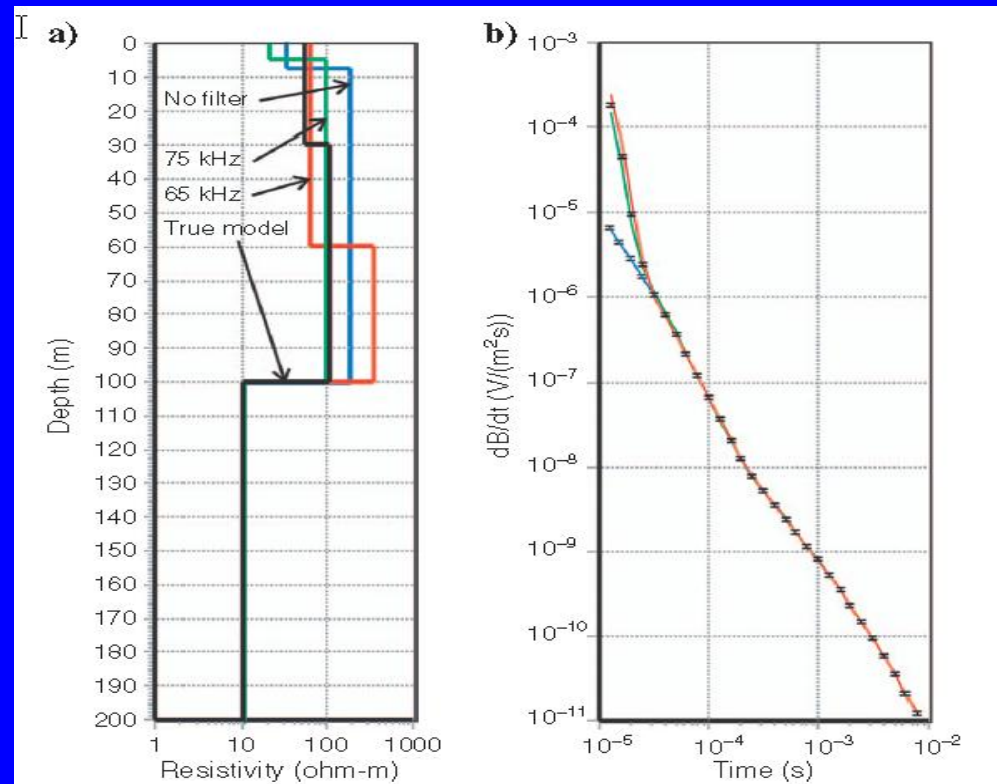 a)
0
10
20
30
40
50
60
70
80
90
100
110
120
130
140
150
160
170
180
190
200
Depth (m)
No filter
75 kHz
65 kHz
True model
1 10 100 1000
Resistivity (ohm-m)
b)
10⁻³
10⁻⁴
10⁻⁵
10⁻⁶
10⁻⁷
10⁻⁸
10⁻⁹
10⁻¹⁰
10⁻¹¹
dB/dt (V/(m²s))
10⁻⁵ 10⁻⁴ 10⁻³ 10⁻²
Time (s)